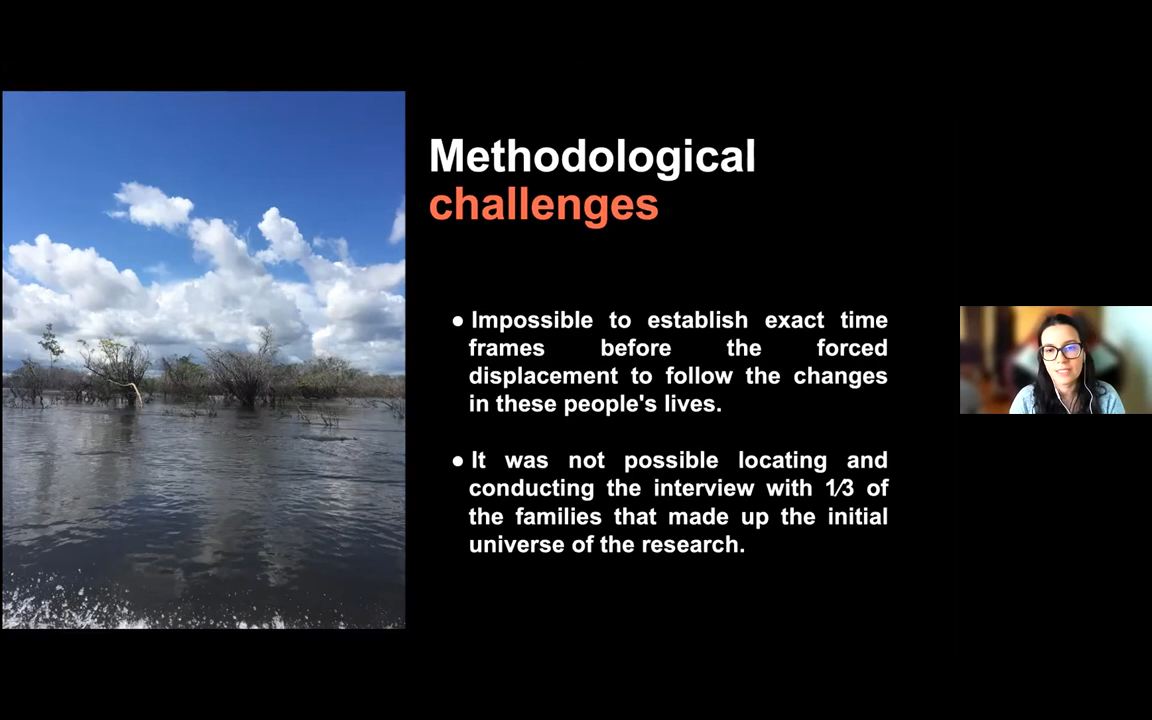 Methodological
challenges
● Impossible to establish exact time
frames before the forced
displacement to follow the changes
in these people's lives.
● It was not possible locating and
conducting the interview with 1⁄3 of
the families that made up the initial
universe of the research.